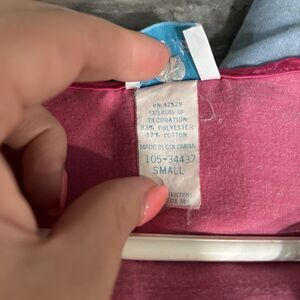 RN 42529
EXCLUSIVE OF
DECORATION
83% POLYESTER
17% COTTON
MADE IN COLOMBIA
105-34437
SMALL